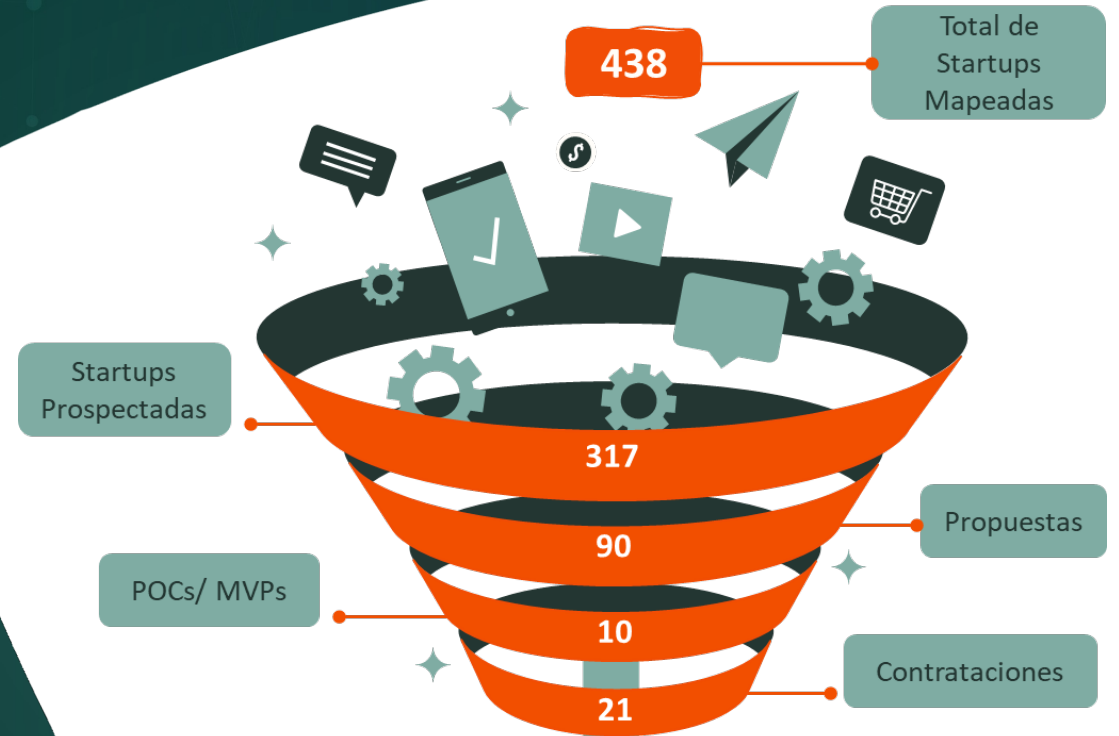 438
Total de
Startups
Mapeadas
Startups
Prospectadas
317
90
Propuestas
POCs/ MVPs
10
Contrataciones
21